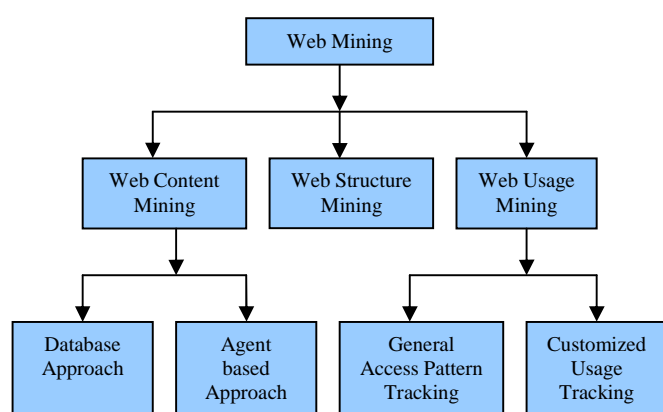 Web Mining
Web Content
Mining
Web Structure
Mining
Web Usage
Mining
Database
Approach
Agent
based
Approach
General
Access Pattern
Tracking
Customized
Usage
Tracking